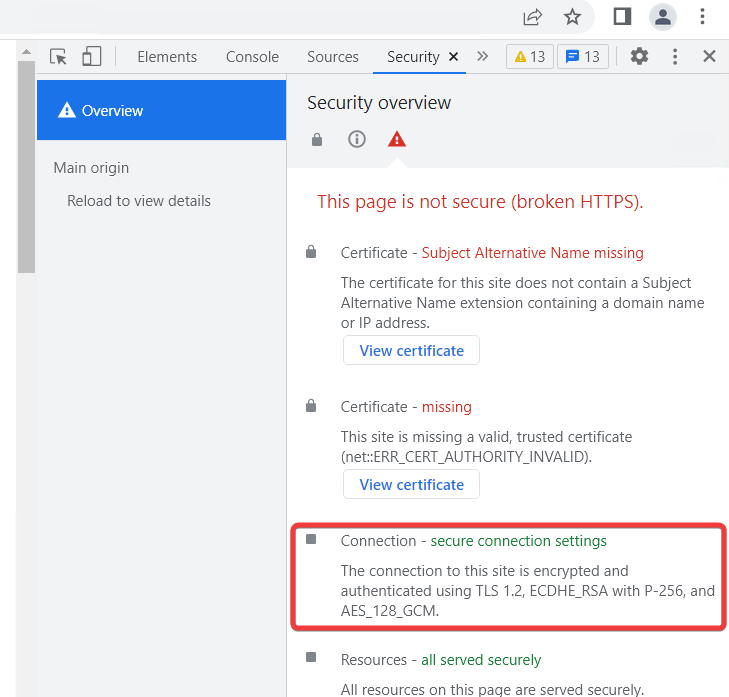 Elements Console Sources Security 13 13
Overview
Main origin
Reload to view details
Security overview
This page is not secure (broken HTTPS).
Certificate - Subject Alternative Name missing
The certificate for this site does not contain a Subject
Alternative Name extension containing a domain name
or IP address.
View certificate
Certificate - missing
This site is missing a valid, trusted certificate
(net::ERR_CERT_AUTHORITY_INVALID).
View certificate
Connection - secure connection settings
The connection to this site is encrypted and
authenticated using TLS 1.2, ECDHE_RSA with P-256, and
AES_128_GCM.
Resources - all served securely
All resources on this page are served securely.